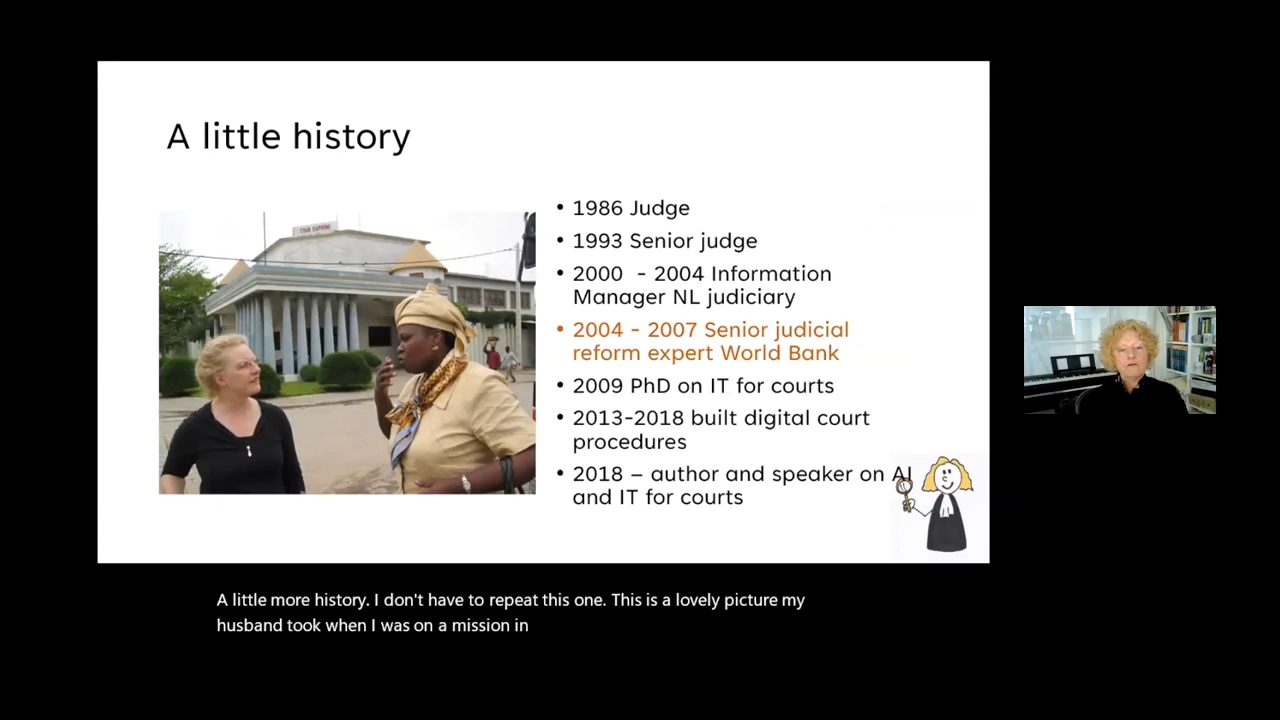 A little history
COUR SUPREME
• 1986 Judge
• 1993 Senior judge
• 2000 - 2004 Information
Manager NL judiciary
• 2004 - 2007 Senior judicial
reform expert World Bank
• 2009 PhD on IT for courts
• 2013-2018 built digital court
procedures
• 2018 – author and speaker on AI
and IT for courts
A little more history. I don't have to repeat this one. This is a lovely picture my
husband took when I was on a mission in